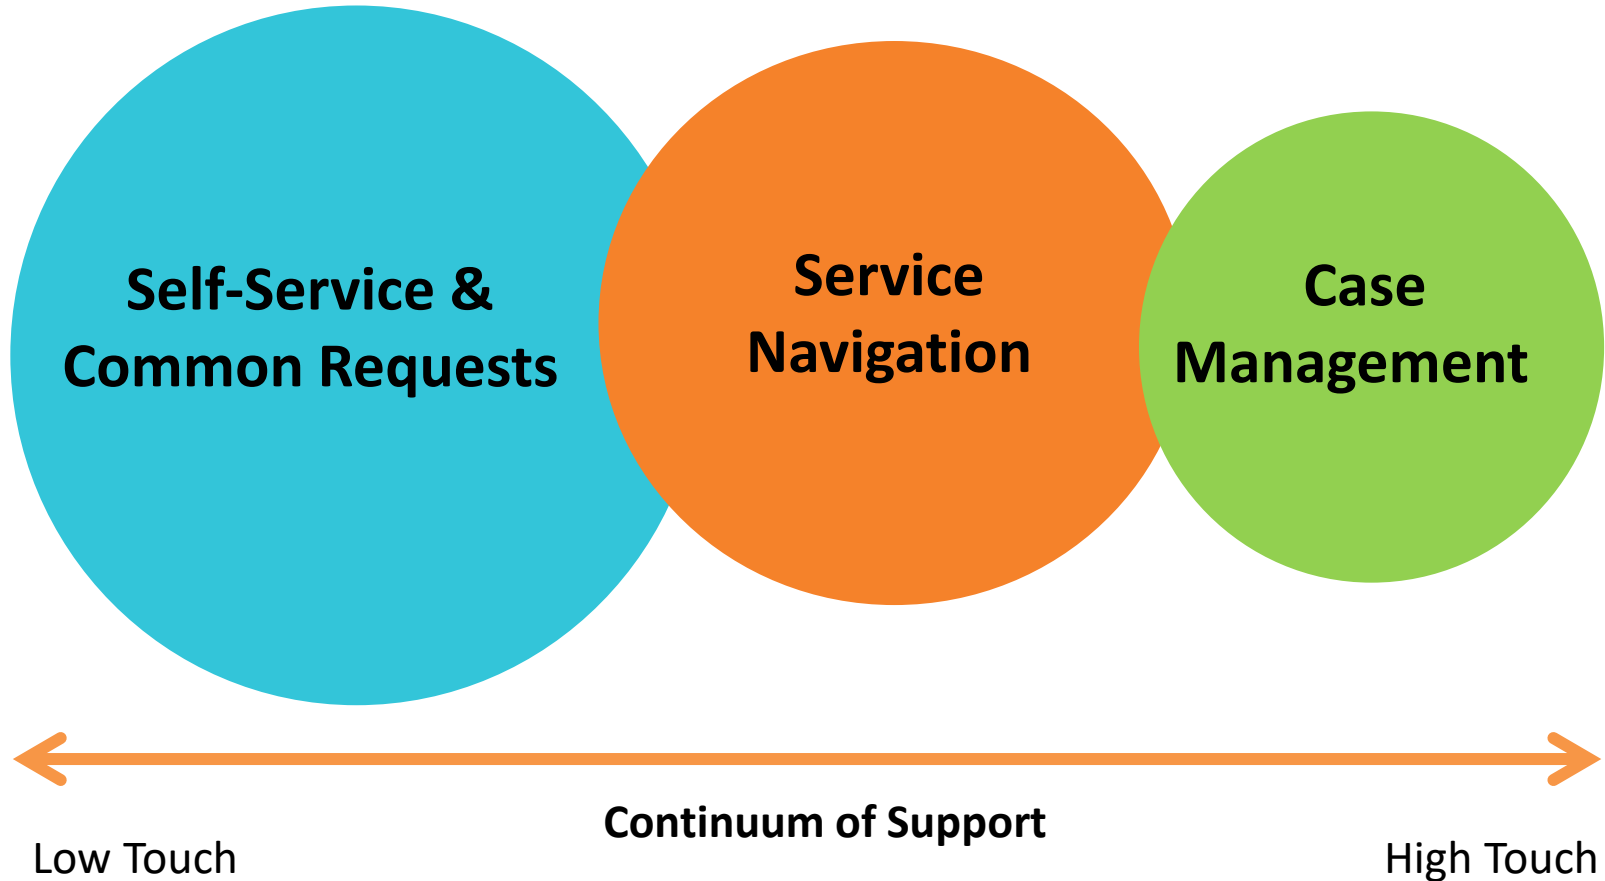 Self-Service &
Common Requests
Service
Navigation
Case
Management
Continuum of Support
Low Touch
High Touch